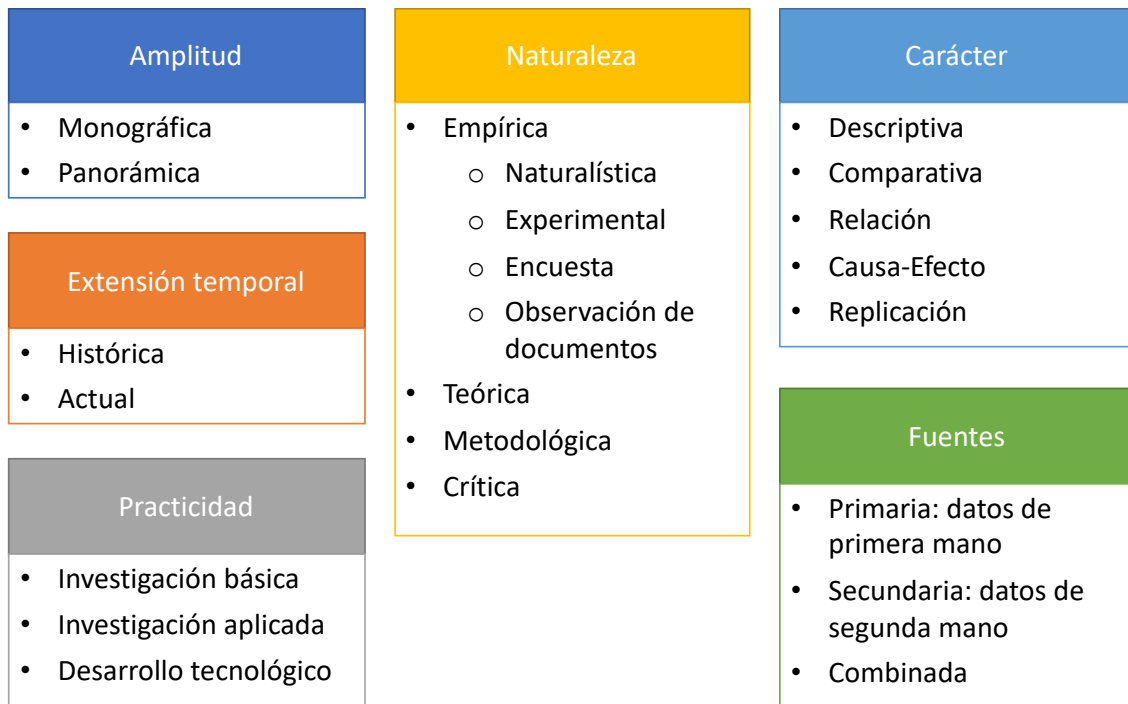 Amplitud
• Monográfica
• Panorámica
Extensión temporal
• Histórica
• Actual
Practicidad
• Investigación básica
• Investigación aplicada
• Desarrollo tecnológico
Naturaleza
• Empírica
o Naturalística
o Experimental
o Encuesta
o Observación de
documentos
• Teórica
• Metodológica
• Crítica
Carácter
• Descriptiva
• Comparativa
• Relación
• Causa-Efecto
• Replicación
Fuentes
• Primaria: datos de
primera mano
• Secundaria: datos de
segunda mano
• Combinada